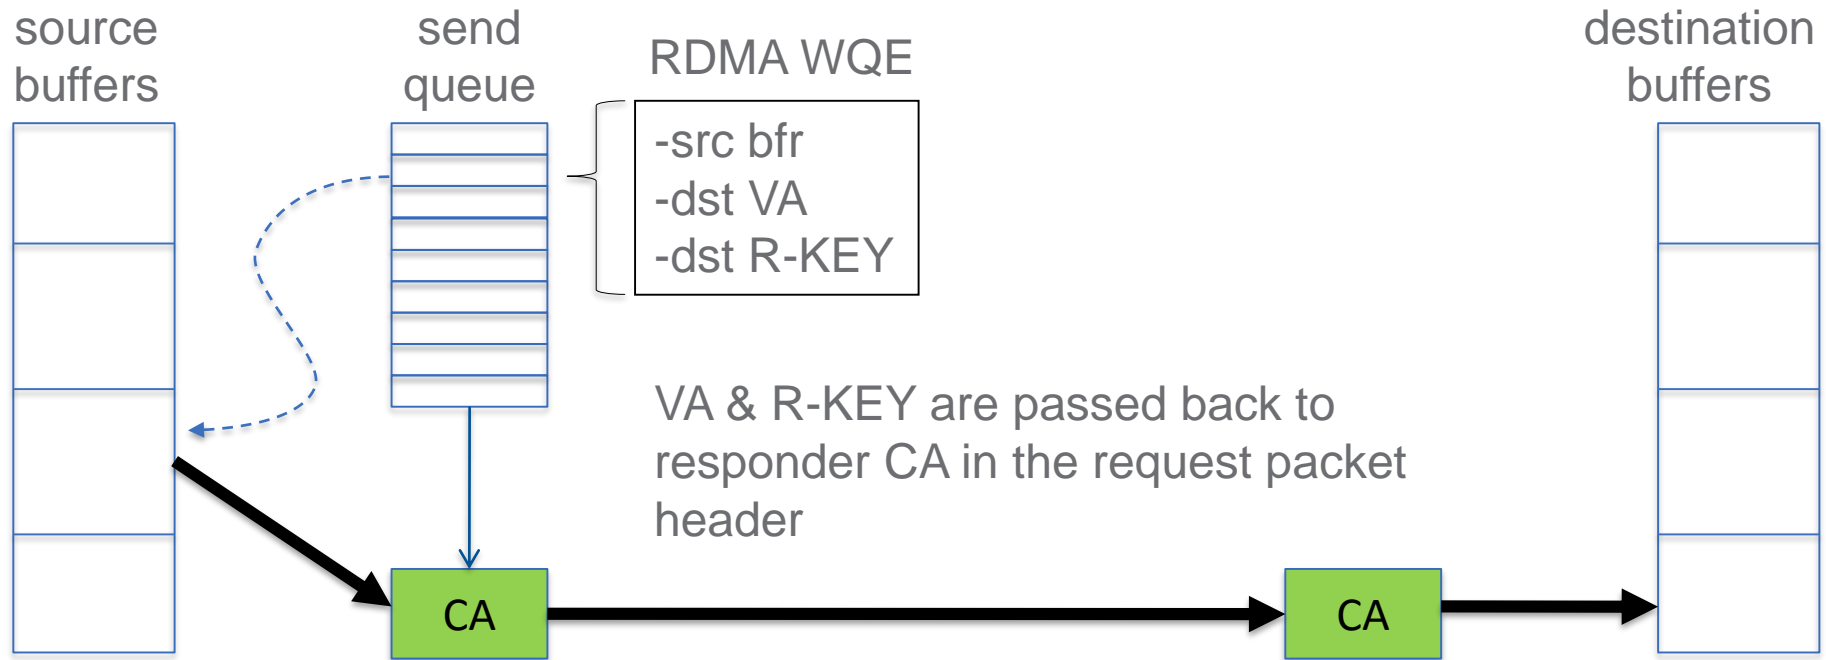 source
buffers
send
queue
RDMA WQE
-src bfr
-dst VA
-dst R-KEY
destination
buffers
VA & R-KEY are passed back to
responder CA in the request packet
header
CA
CA